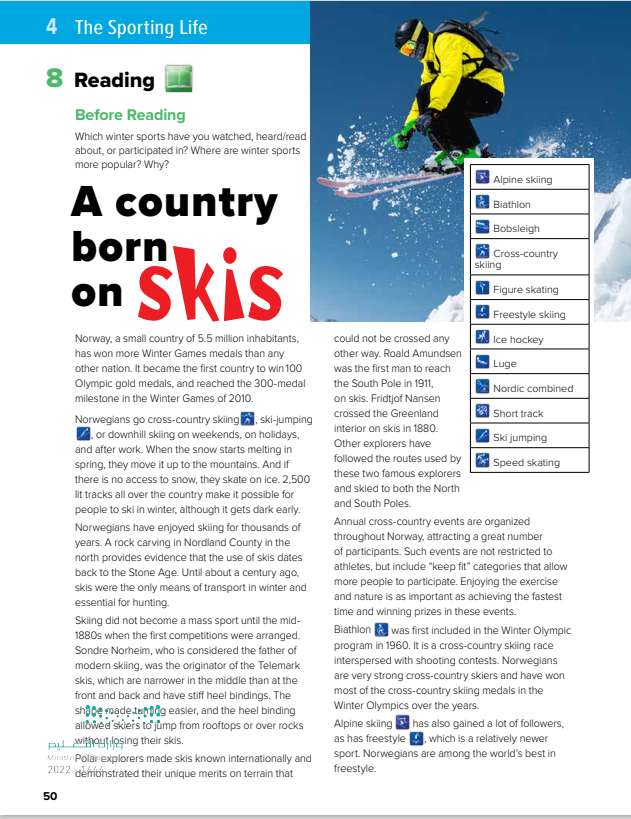 4 The Sporting Life
8 Reading
Before Reading
Which winter sports have you watched, heard/read
about, or participated in? Where are winter sports
more popular? Why?
A country
born
on skis
Norway, a small country of 5.5 million inhabitants,
has won more Winter Games medals than any
other nation. It became the first country to win 100
Olympic gold medals, and reached the 300-medal
milestone in the Winter Games of 2010.
Norwegians go cross-country skiing, ski-jumping
, or downhill skiing on weekends, on holidays,
and after work. When the snow starts melting in
spring, they move it up to the mountains. And if
there is no access to snow, they skate on ice. 2,500
lit tracks all over the country make it possible for
people to ski in winter, although it gets dark early.
Norwegians have enjoyed skiing for thousands of
years. A rock carving in Nordland County in the
north provides evidence that the use of skis dates
back to the Stone Age. Until about a century ago,
skis were the only means of transport in winter and
essential for hunting.
Skiing did not become a mass sport until the mid-
1880s when the first competitions were arranged.
Sondre Norheim, who is considered the father of
modern skiing, was the originator of the Telemark
skis, which are narrower in the middle than at the
front and back and have stiff heel bindings. The
shape made turning easier, and the heel binding
allowed skiers to jump from rooftops or over rocks
without losing their skis.
Polar explorers made skis known internationally and
demonstrated their unique merits on terrain that
could not be crossed any
other way. Roald Amundsen
was the first man to reach
the South Pole in 1911,
on skis. Fridtjof Nansen
crossed the Greenland
interior on skis in 1880.
Other explorers have
followed the routes used by
these two famous explorers
and skied to both the North
and South Poles.
Annual cross-country events are organized
throughout Norway, attracting a great number
of participants. Such events are not restricted to
athletes, but include “keep fit” categories that allow
more people to participate. Enjoying the exercise
and nature is as important as achieving the fastest
time and winning prizes in these events.
Biathlon was first included in the Winter Olympic
program in 1960. It is a cross-country skiing race
interspersed with shooting contests. Norwegians
are very strong cross-country skiers and have won
most of the cross-country skiing medals in the
Winter Olympics over the years.
Alpine skiing has also gained a lot of followers,
as has freestyle , which is a relatively newer
sport. Norwegians are among the world’s best in
freestyle.
Alpine skiing
Biathlon
Bobsleigh
Cross-country
skiing
Figure skating
Freestyle skiing
Ice hockey
Luge
Nordic combined
Short track
Ski jumping
Speed skating
وزارة التعليم
2022 - 1444
50